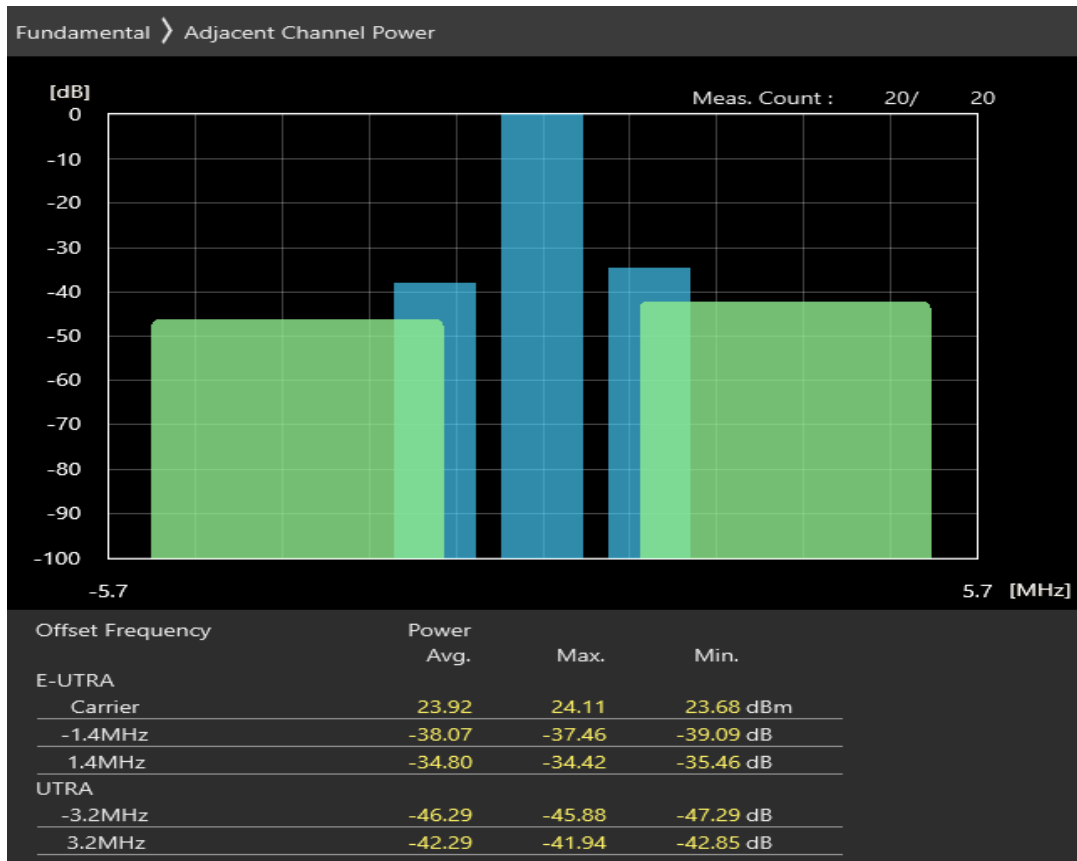 Fundamental 〉 Adjacent Channel Power
[dB]
Meas. Count : 20/ 20
0
-10
-20
-30
-40
-50
-60
-70
-80
-90
-100
-5.7 5.7 [MHz]
Offset Frequency Power
Avg. Max. Min.
E-UTRA
Carrier 23.92 24.11 23.68 dBm
-1.4MHz -38.07 -37.46 -39.09 dB
1.4MHz -34.80 -34.42 -35.46 dB
UTRA
-3.2MHz -46.29 -45.88 -47.29 dB
3.2MHz -42.29 -41.94 -42.85 dB